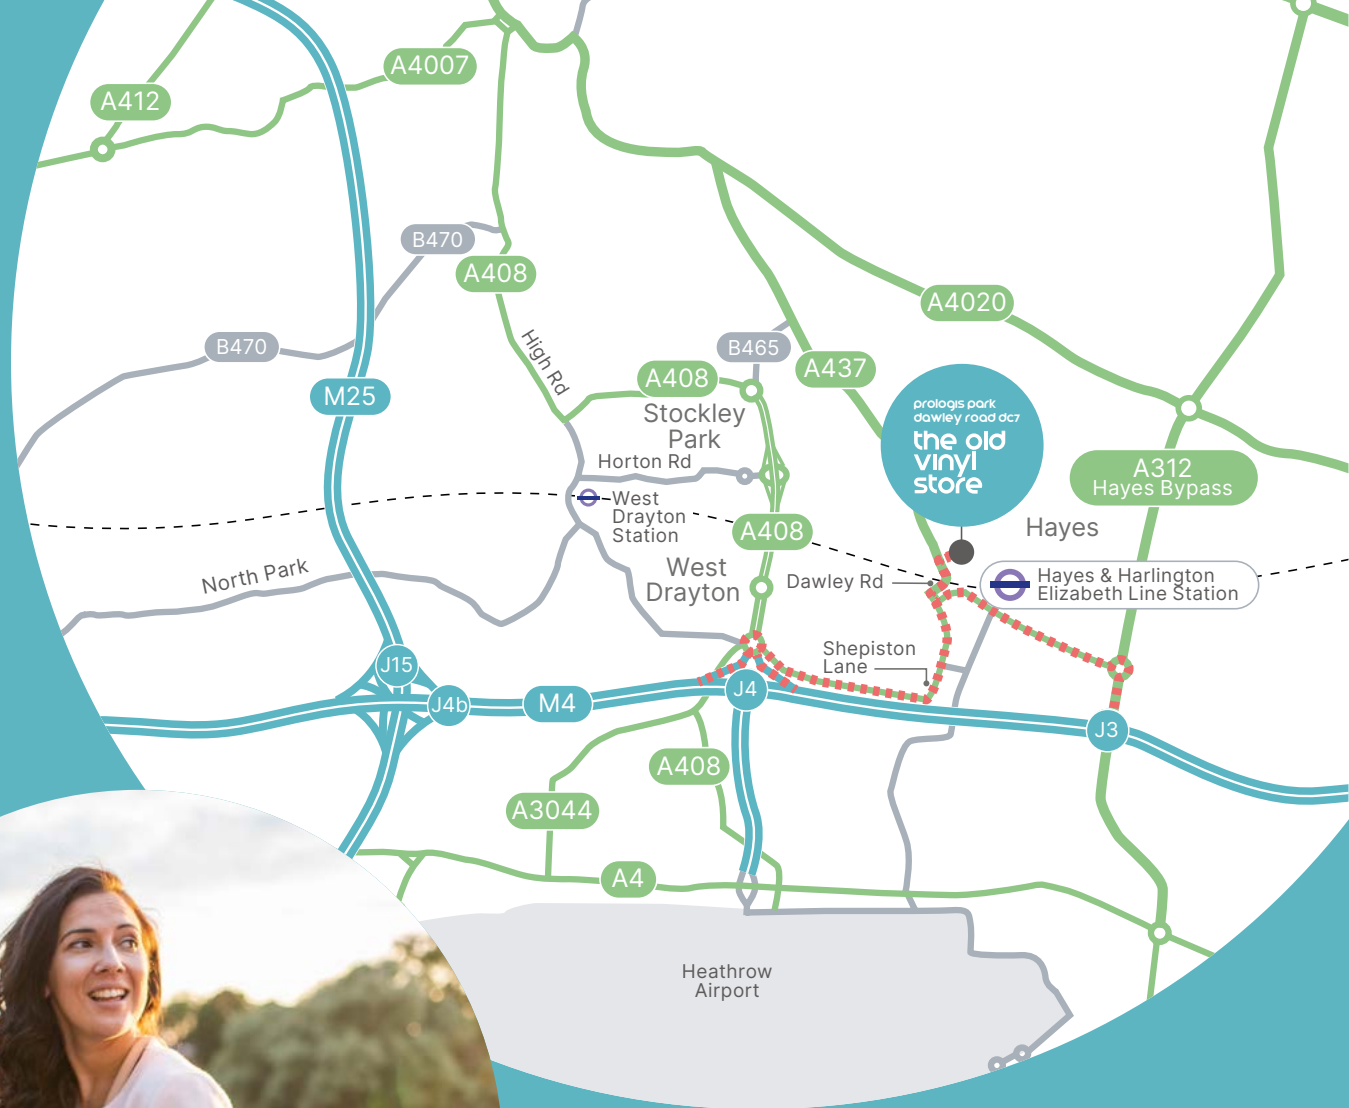 A4007
A412
B470
A408
A4020
High Rd
B470
B465
A437
A408
M25
Stockley
Park
prologis park
dawley road dc7
the old
vinyl
store
Horton Rd
A312
Hayes Bypass
West
Drayton
Station
A408
Hayes
North Park
West
Drayton
Dawley Rd
Hayes & Harlington
Elizabeth Line Station
Shepiston
Lane
J15
J4b
M4
J4
J3
A408
A3044
A4
Heathrow
Airport